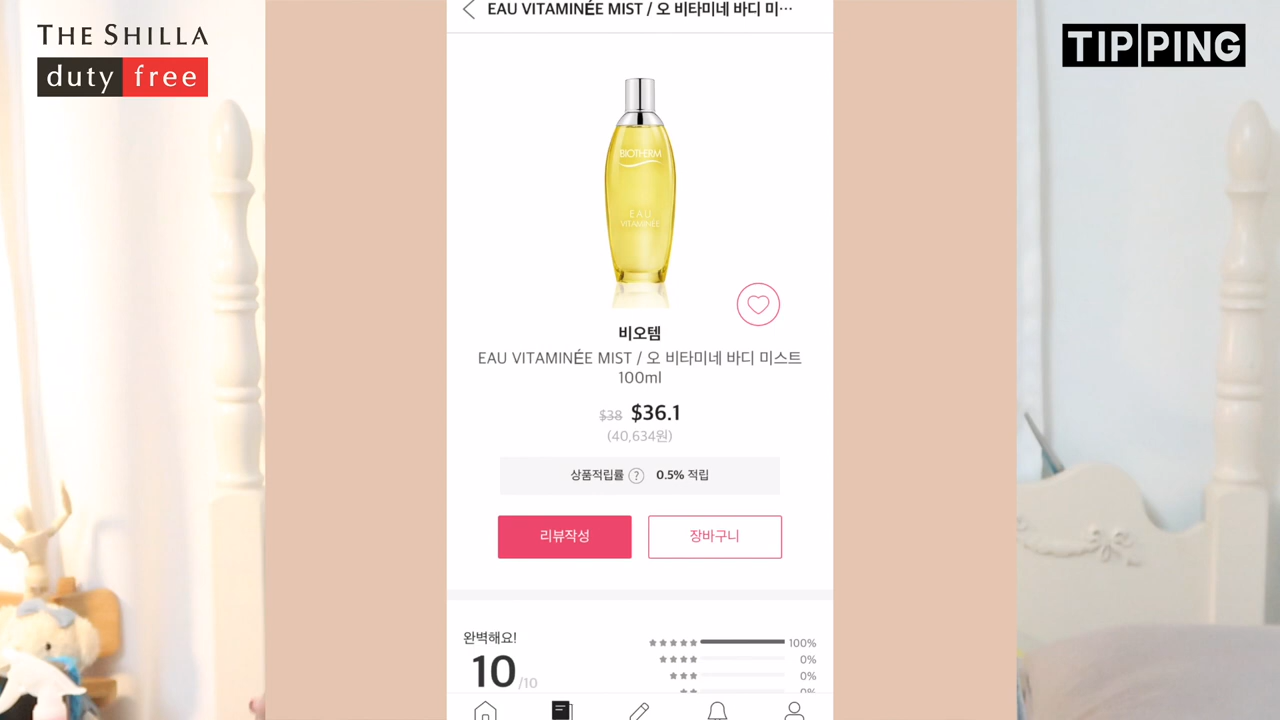 THE SHILLA
duty free
TIPPING
EAU VITAMINÉE MIST / 오 비타미네 바디 미…
BIOTHERM
EAU
VITAMINÉE
비오템
EAU VITAMINÉE MIST / 오 비타미네 바디 미스트
100ml
$38 $36.1
(40,634원)
상품적립률 ? 0.5% 적립
리뷰작성 장바구니
완벽해요!
10/10
★★★★★ 100%
★★★★ 0%
★★★ 0%
★★ 0%